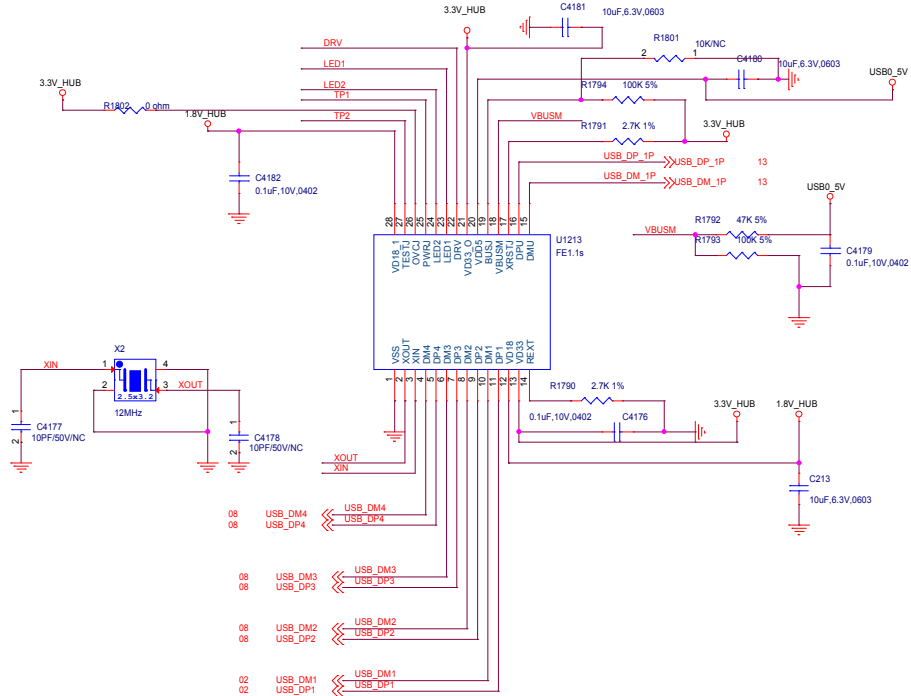 3.3V_HUB
C4181
10uF,6.3V,0603
DRV
R1801
10K/NC
2
1
C4180
10uF,6.3V,0603
LED1
3.3V_HUB
LED2
R1794
100K 5%
USB0_5V
TP1
R1802
0 ohm
1.8V_HUB
TP2
VBUSM
R1791
2.7K 1%
3.3V_HUB
USB_DP_1P
USB_DP_1P
13
C4182
0.1uF,10V,0402
USB_DM_1P
USB_DM_1P
13
USB0_5V
28
27
26
25
24
23
22
21
20
19
18
17
16
15
R1792
47K 5%
VBUSM
R1793
100K 5%
U1213
FE1.1s
VD18_1
TESTJ
OVCJ
PWRJ
LED2
LED1
DRV
VD33_O
VDD5
BUSJ
VBUSM
XRSTJ
DPU
DMU
C4179
0.1uF,10V,0402
VSS
XOUT
XIN
DM4
DP4
DM3
DP3
DM2
DP2
DM1
DP1
VD18
VD33
REXT
X2
XIN
1
4
2
3
XOUT
2.5x3.2
12MHz
1
2
3
4
5
6
7
8
9
10
11
12
13
14
R1790
2.7K 1%
3.3V_HUB
1.8V_HUB
1
C4177
10PF/50V/NC
2
1
C4178
10PF/50V/NC
2
0.1uF,10V,0402
C4176
XOUT
XIN
C213
10uF,6.3V,0603
08
USB_DM4
USB_DM4
08
USB_DP4
USB_DP4
08
USB_DM3
USB_DM3
08
USB_DP3
USB_DP3
08
USB_DM2
USB_DM2
08
USB_DP2
USB_DP2
02
USB_DM1
USB_DM1
02
USB_DP1
USB_DP1